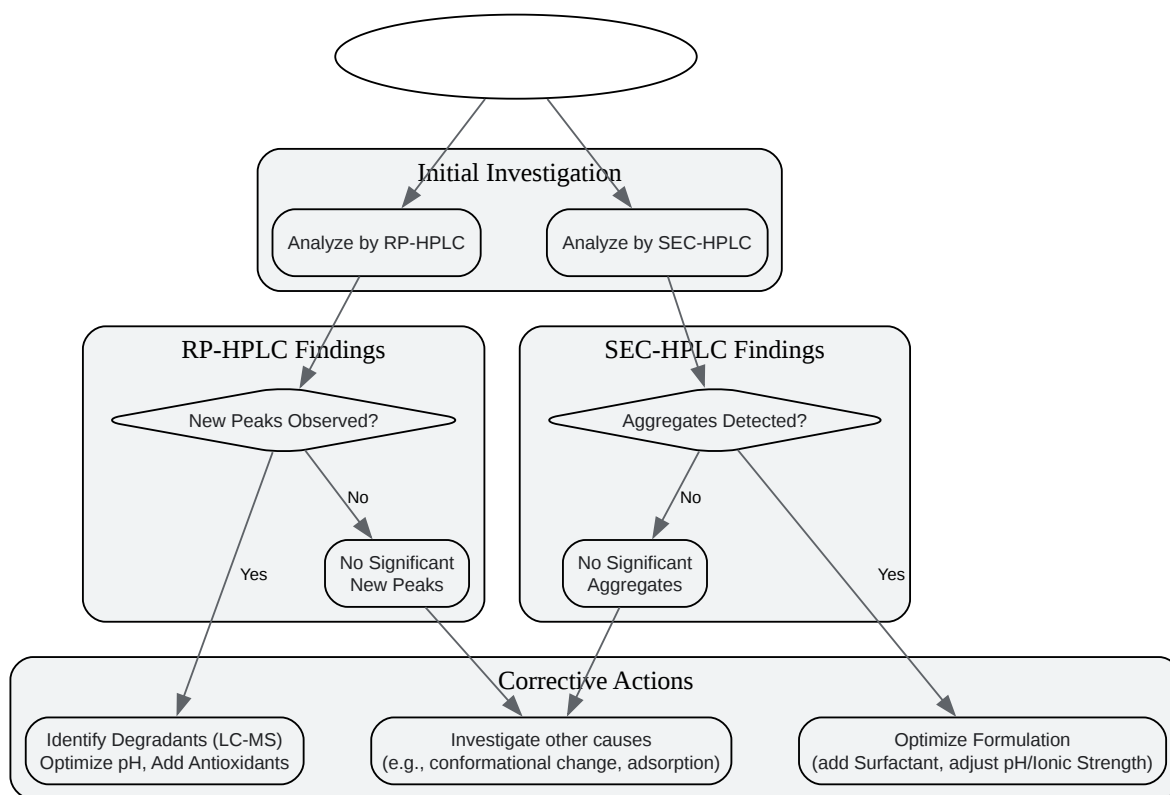 Initial Investigation
Analyze by RP-HPLC
Analyze by SEC-HPLC
RP-HPLC Findings
SEC-HPLC Findings
New Peaks Observed?
Aggregates Detected?
No
No
No Significant
New Peaks
No Significant
Aggregates
Yes
Yes
Corrective Actions
Identify Degradants (LC-MS)
Optimize pH, Add Antioxidants
Investigate other causes
(e.g., conformational change, adsorption)
Optimize Formulation
(add Surfactant, adjust pH/Ionic Strength)